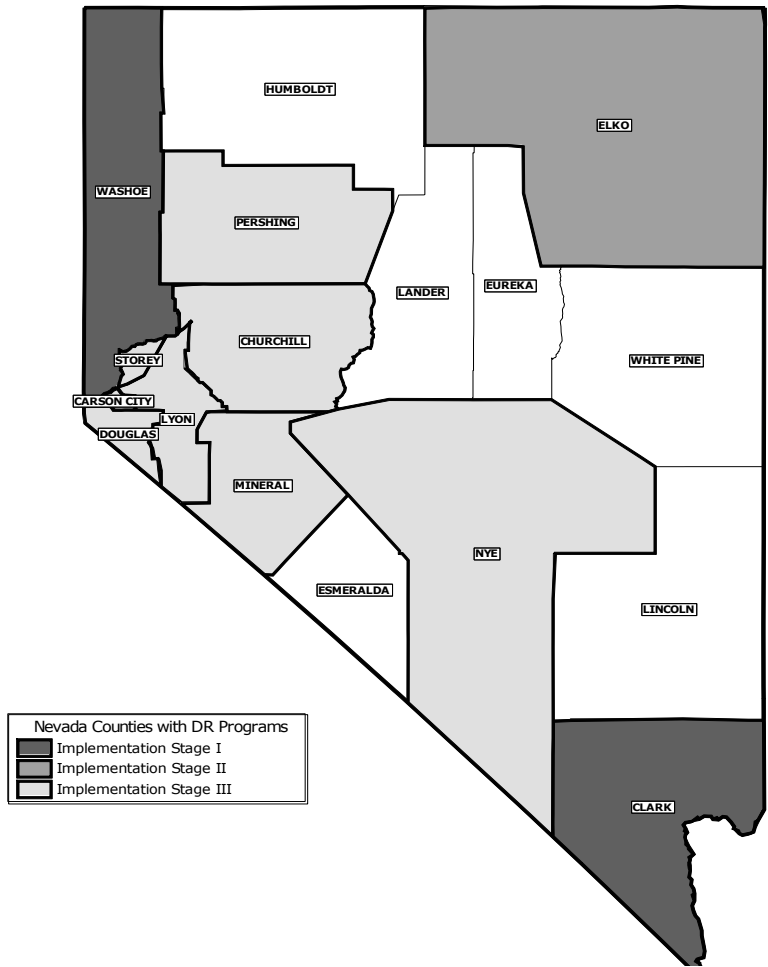 HUMBOLDT
ELKO
WASHOE
PERSHING
EUREKA
LANDER
CHURCHILL
STOREY
WHITE PINE
CARSON CITY
LYON
DOUGLAS
MINERAL
NYE
ESMERALDA
LINCOLN
Nevada Counties with DR Programs
Implementation Stage I
Implementation Stage II
Implementation Stage III
CLARK